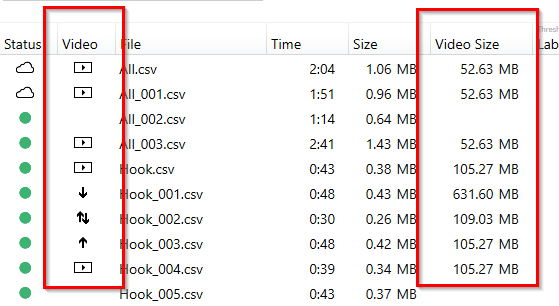 Thresh
Status Video File Time Size Video Size Lab
All.csv 2:04 1.06 MB 52.63 MB
All_001.csv 1:51 0.96 MB 52.63 MB
All_002.csv 1:14 0.64 MB
All_003.csv 2:41 1.43 MB 52.63 MB
Hook.csv 0:43 0.38 MB 105.27 MB
Hook_001.csv 0:48 0.43 MB 631.60 MB
Hook_002.csv 0:30 0.26 MB 109.03 MB
Hook_003.csv 0:48 0.42 MB 105.27 MB
Hook_004.csv 0:39 0.34 MB 105.27 MB
Hook_005.csv 0:43 0.37 MB